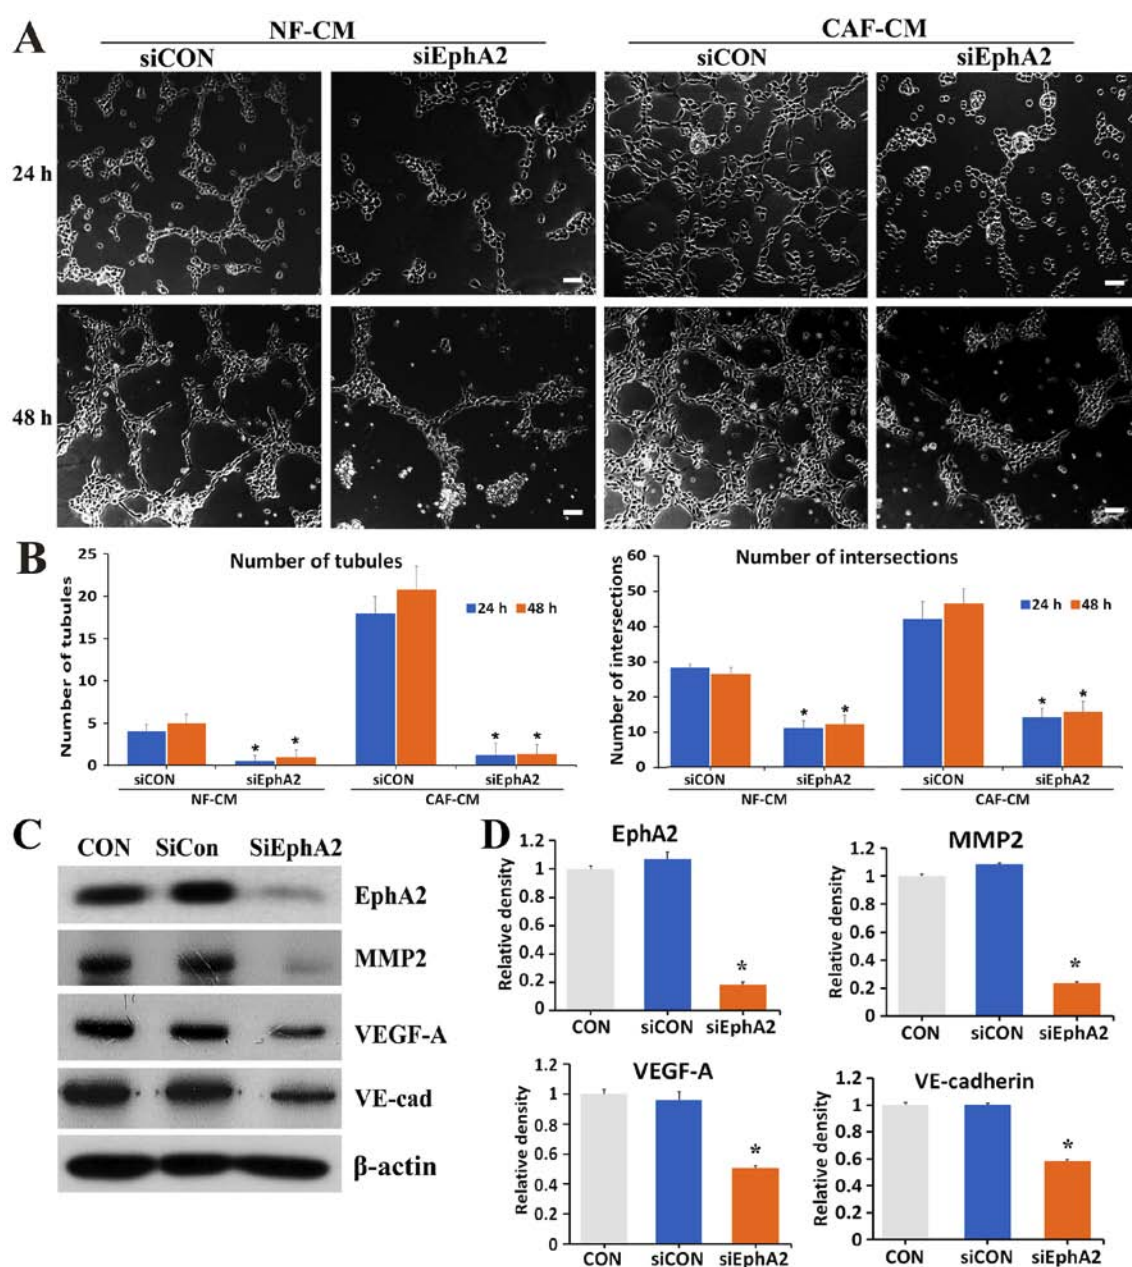 A
NF-CM
CAF-CM
siCON
siEphA2
siCON
siEphA2
24 h
48 h
B
Number of tubules
Number of tubules
25
20
15
10
5
0
24 h
48 h
*
*
*
*
siCON
siEphA2
siCON
siEphA2
NF-CM
CAF-CM
Number of intersections
Number of intersections
60
50
40
30
20
10
0
24 h
48 h
*
*
*
*
siCON
siEphA2
siCON
siEphA2
NF-CM
CAF-CM
C
CON
SiCon
SiEphA2
EphA2
MMP2
VEGF-A
VE-cad
β-actin
D
EphA2
Relative density
1.2
1
0.8
0.6
0.4
0.2
0
*
CON
siCON
siEphA2
MMP2
Relative density
1.2
1
0.8
0.6
0.4
0.2
0
*
CON
siCON
siEphA2
VEGF-A
Relative density
1.2
1
0.8
0.6
0.4
0.2
0
*
CON
siCON
siEphA2
VE-cadherin
Relative density
1.2
1
0.8
0.6
0.4
0.2
0
*
CON
siCON
siEphA2